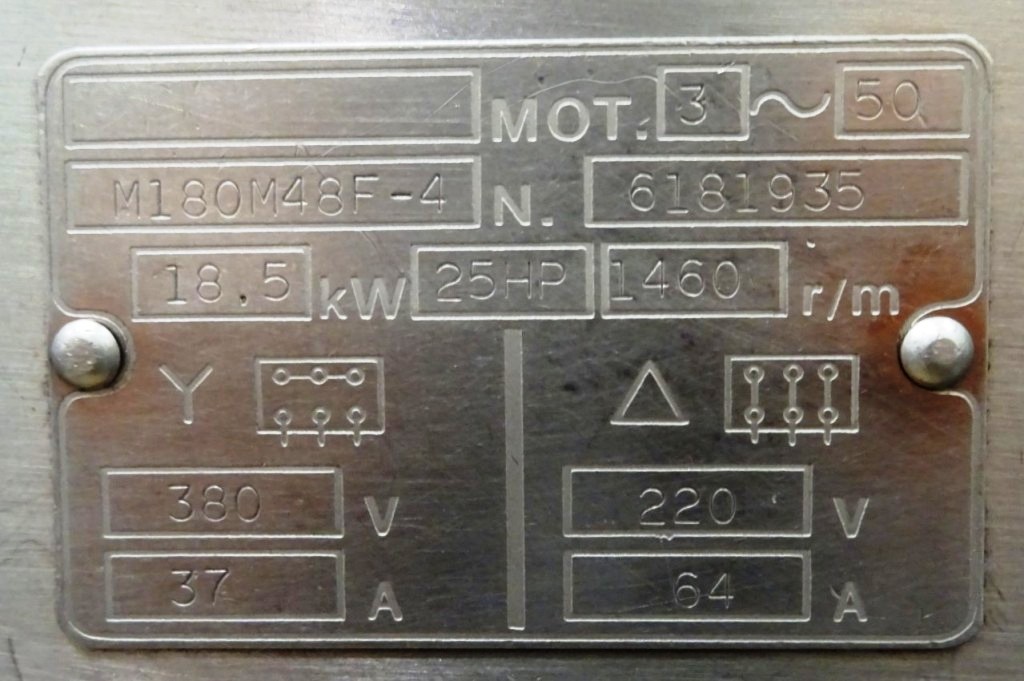 MOT. 3 ~ 50
M180M48F-4 N. 6181935
18.5 kW 25HP 1460 r/m
Y Δ
380 V 220 V
37 A 64 A